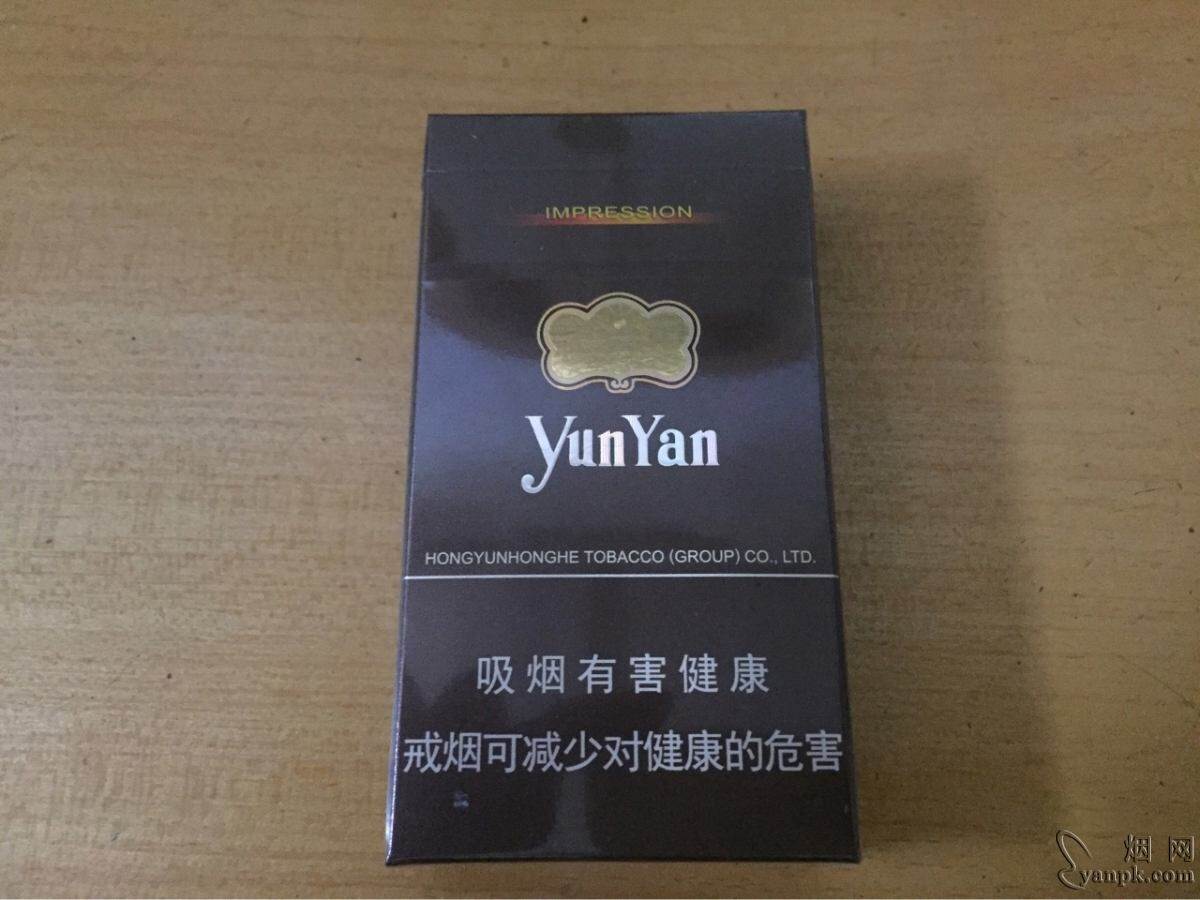 IMPRESSION
YunYan
HONGYUNHONGHE TOBACCO (GROUP) CO., LTD.
吸烟有害健康
戒烟可减少对健康的危害
烟网
yanpk.com